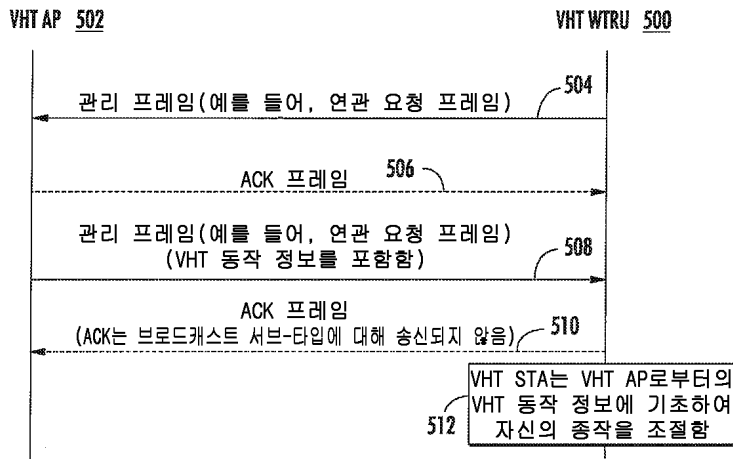 VHT AP 502
VHT WTRU 500
관리 프레임(예를 들어, 연관 요청 프레임)
504
ACK 프레임
506
관리 프레임(예를 들어, 연관 요청 프레임)
(VHT 동작 정보를 포함함)
508
ACK 프레임
(ACK는 브로드캐스트 서브-타입에 대해 송신되지 않음)
510
VHT STA는 VHT AP로부터의
VHT 동작 정보에 기초하여
자신의 종작을 조절함
512